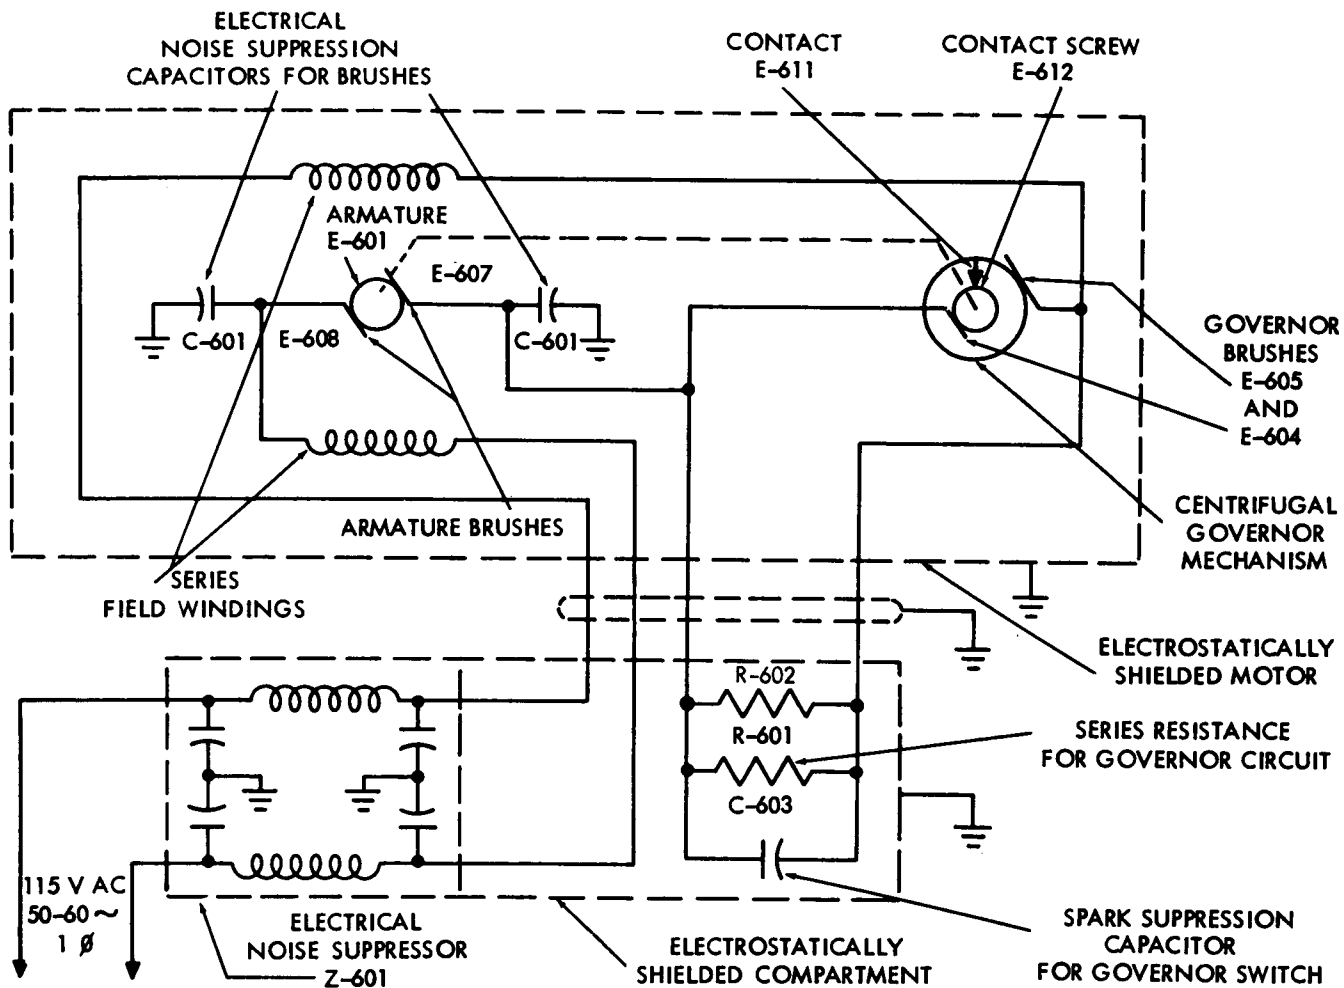 ELECTRICAL
NOISE SUPPRESSION
CAPACITORS FOR BRUSHES
CONTACT
E-611
CONTACT SCREW
E-612
ARMATURE
E-601
E-607
C-601
E-608
C-601
GOVERNOR
BRUSHES
E-605
AND
E-604
ARMATURE BRUSHES
CENTRIFUGAL
GOVERNOR
MECHANISM
SERIES
FIELD WINDINGS
ELECTROSTATICALLY
SHIELDED MOTOR
R-602
R-601
SERIES RESISTANCE
FOR GOVERNOR CIRCUIT
C-603
115 V AC
50-60 ~
1 ϕ
ELECTRICAL
NOISE SUPPRESSOR
Z-601
ELECTROSTATICALLY
SHIELDED COMPARTMENT
SPARK SUPPRESSION
CAPACITOR
FOR GOVERNOR SWITCH